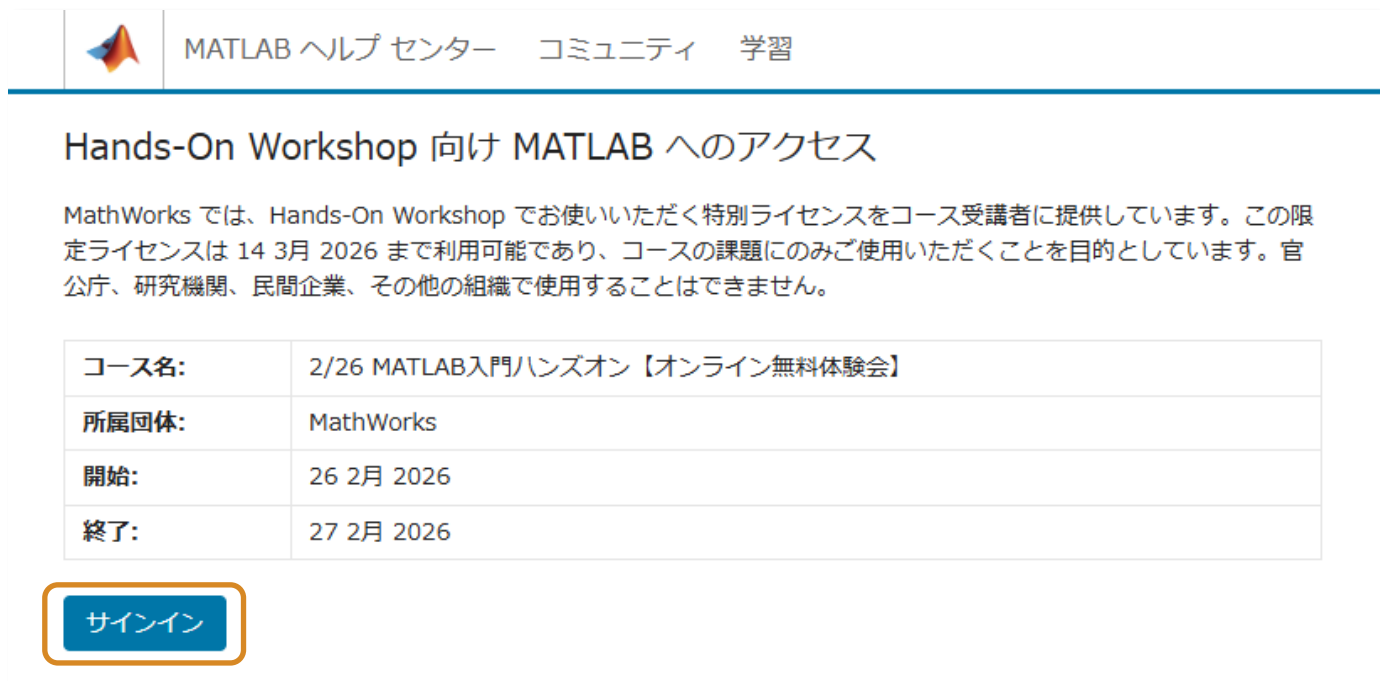 MATLAB ヘルプ センター コミュニティ 学習
Hands-On Workshop 向け MATLAB へのアクセス
MathWorks では、Hands-On Workshop でお使いいただく特別ライセンスをコース受講者に提供しています。この限
定ライセンスは 14 3月 2026 まで利用可能であり、コースの課題にのみご使用いただくことを目的としています。官
公庁、研究機関、民間企業、その他の組織で使用することはできません。
コース名: 2/26 MATLAB入門ハンズオン【オンライン無料体験会】
所属団体: MathWorks
開始: 26 2月 2026
終了: 27 2月 2026
サインイン